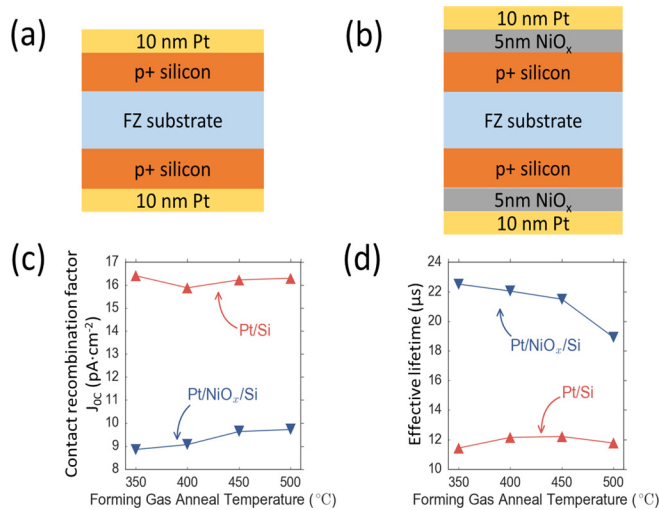 (a)
10 nm Pt
p+ silicon
FZ substrate
p+ silicon
10 nm Pt
(b)
10 nm Pt
5nm NiOₓ
p+ silicon
FZ substrate
p+ silicon
5nm NiOₓ
10 nm Pt
(c)
Contact recombination factor
J₀C (pA·cm⁻²)
17
16
15
14
13
12
11
10
9
8
Pt/Si
Pt/NiOₓ/Si
350 400 450 500
Forming Gas Anneal Temperature (°C)
(d)
Effective lifetime (µs)
24
22
20
18
16
14
12
10
Pt/NiOₓ/Si
Pt/Si
350 400 450 500
Forming Gas Anneal Temperature (°C)